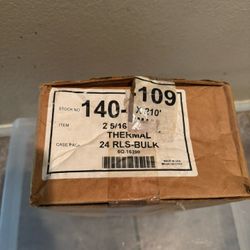 STOCK NO
140- -109
ITEM
2 5/16 X 210'
THERMAL
CASE PACK
24 RLS-BULK